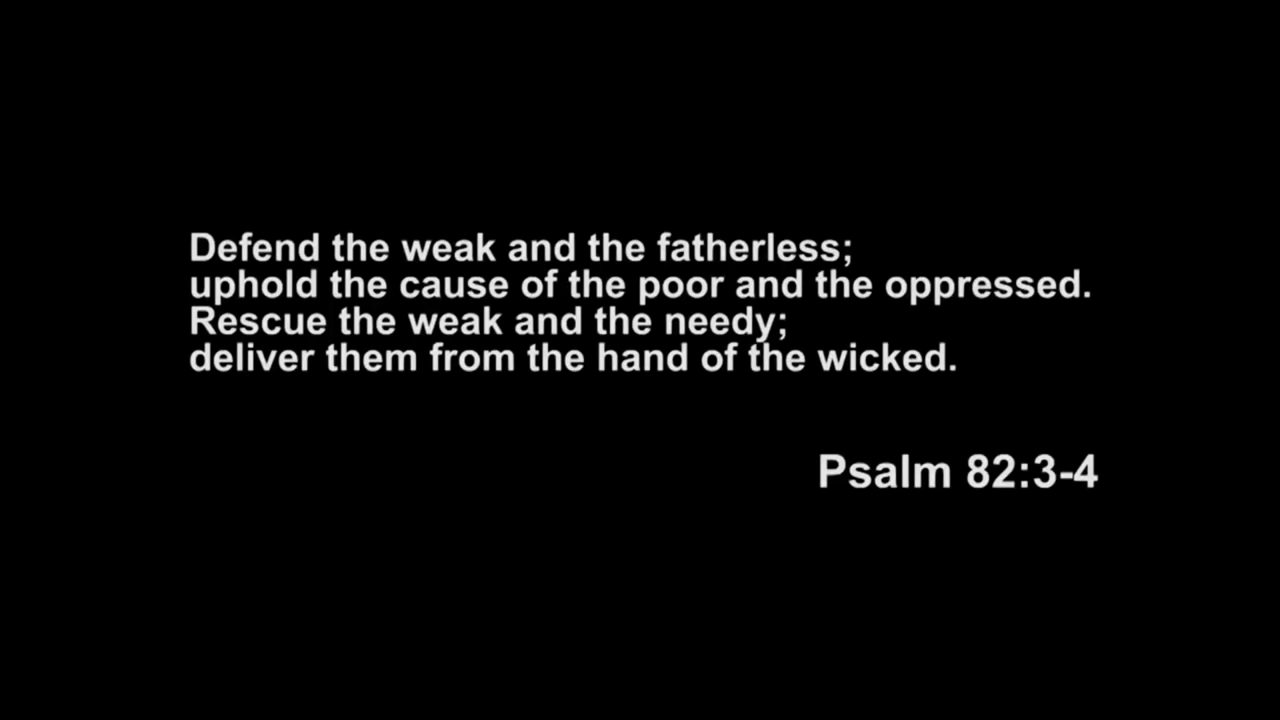 Defend the weak and the fatherless;
uphold the cause of the poor and the oppressed.
Rescue the weak and the needy;
deliver them from the hand of the wicked.
Psalm 82:3-4